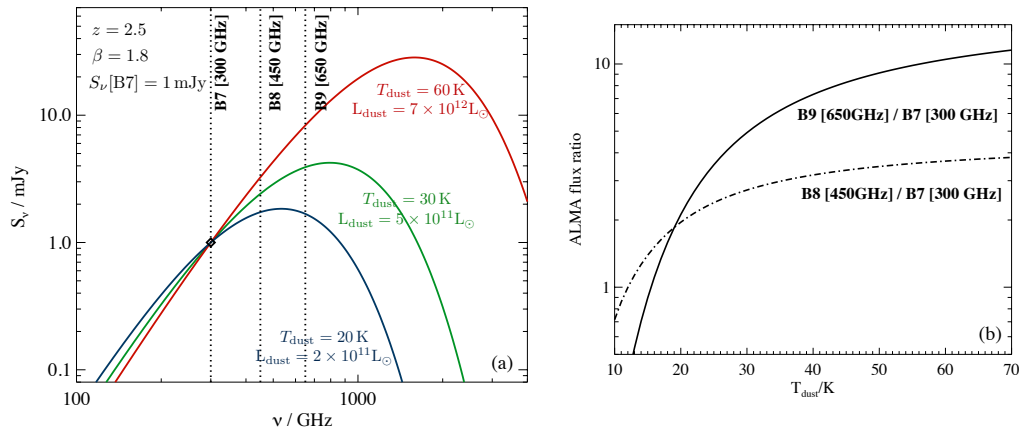 z = 2.5
β = 1.8
S_ν[B7] = 1 mJy
B7 [300 GHz]
B8 [450 GHz]
B9 [650 GHz]
T_dust = 60 K
L_dust = 7 × 10^12 L_⊙
T_dust = 30 K
L_dust = 5 × 10^11 L_⊙
T_dust = 20 K
L_dust = 2 × 10^11 L_⊙
(a)
S_ν / mJy
10.0
1.0
0.1
100
1000
ν / GHz
ALMA flux ratio
10
1
B9 [650GHz] / B7 [300 GHz]
B8 [450GHz] / B7 [300 GHz]
(b)
10 20 30 40 50 60 70
T_dust/K